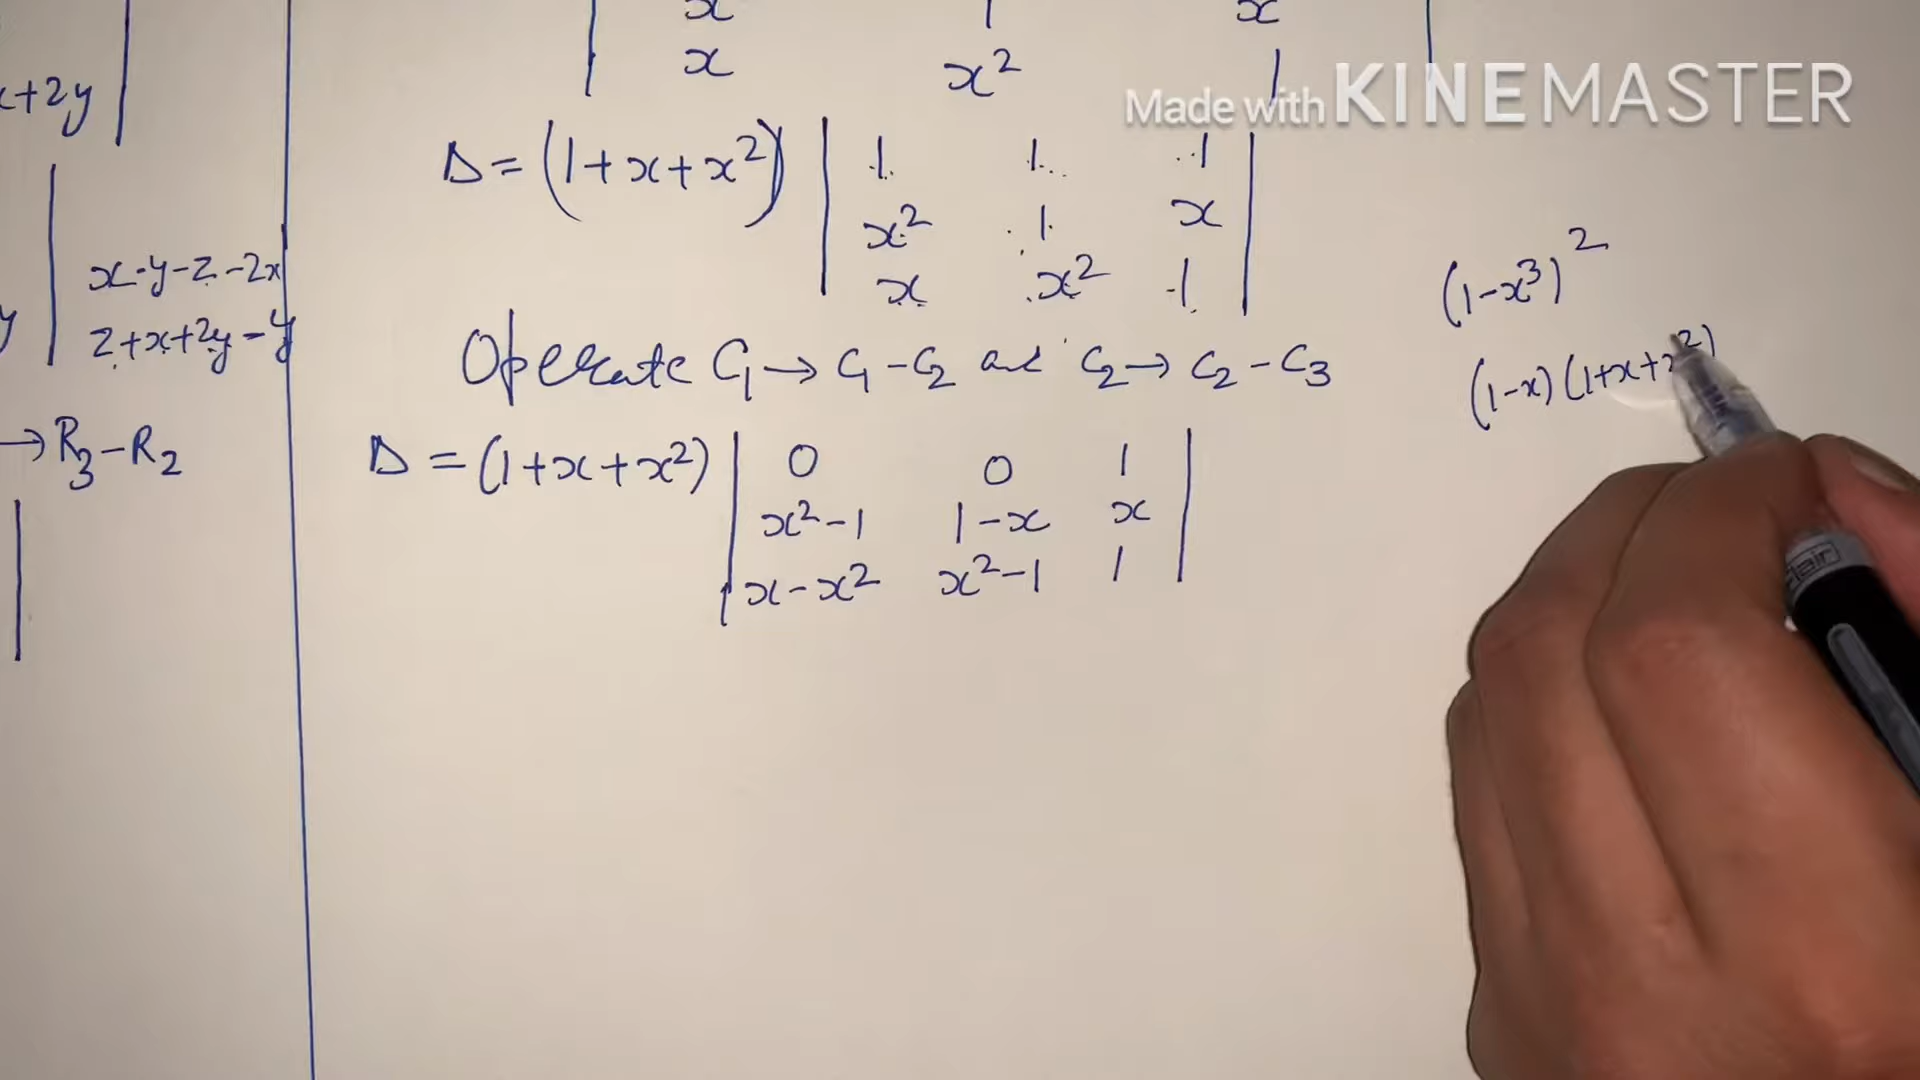 x 1 x
x x² 1
Made with KINEMASTER
x+2y
Δ = (1+x+x²) | 1 1 1
x² 1 x
x x² 1 |
x-y-z-2x
z+x+2y-y
y
(1-x³)²
(1-x)(1+x+x²)
Operate C₁→C₁-C₂ and C₂→C₂-C₃
→R₃-R₂
Δ = (1+x+x²) | 0 0 1
x²-1 1-x x
x-x² x²-1 1 |